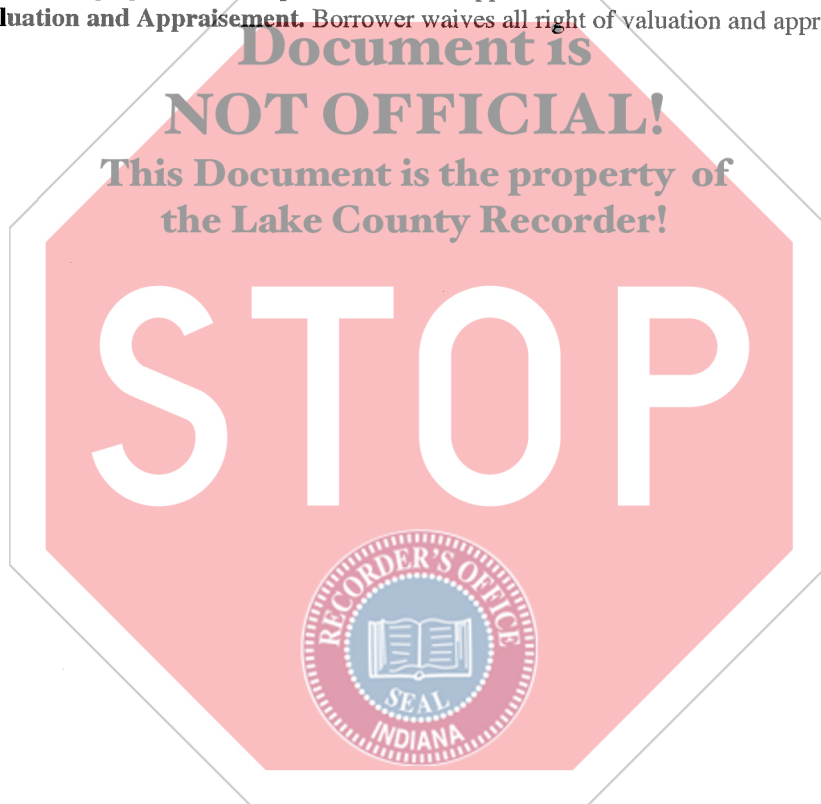 luation and Appraisement. Borrower waives all right of valuation and appr
Document is
NOT OFFICIAL!
This Document is the property of
the Lake County Recorder!
STOP
RECORDER'S OFFICE
SEAL
INDIANA